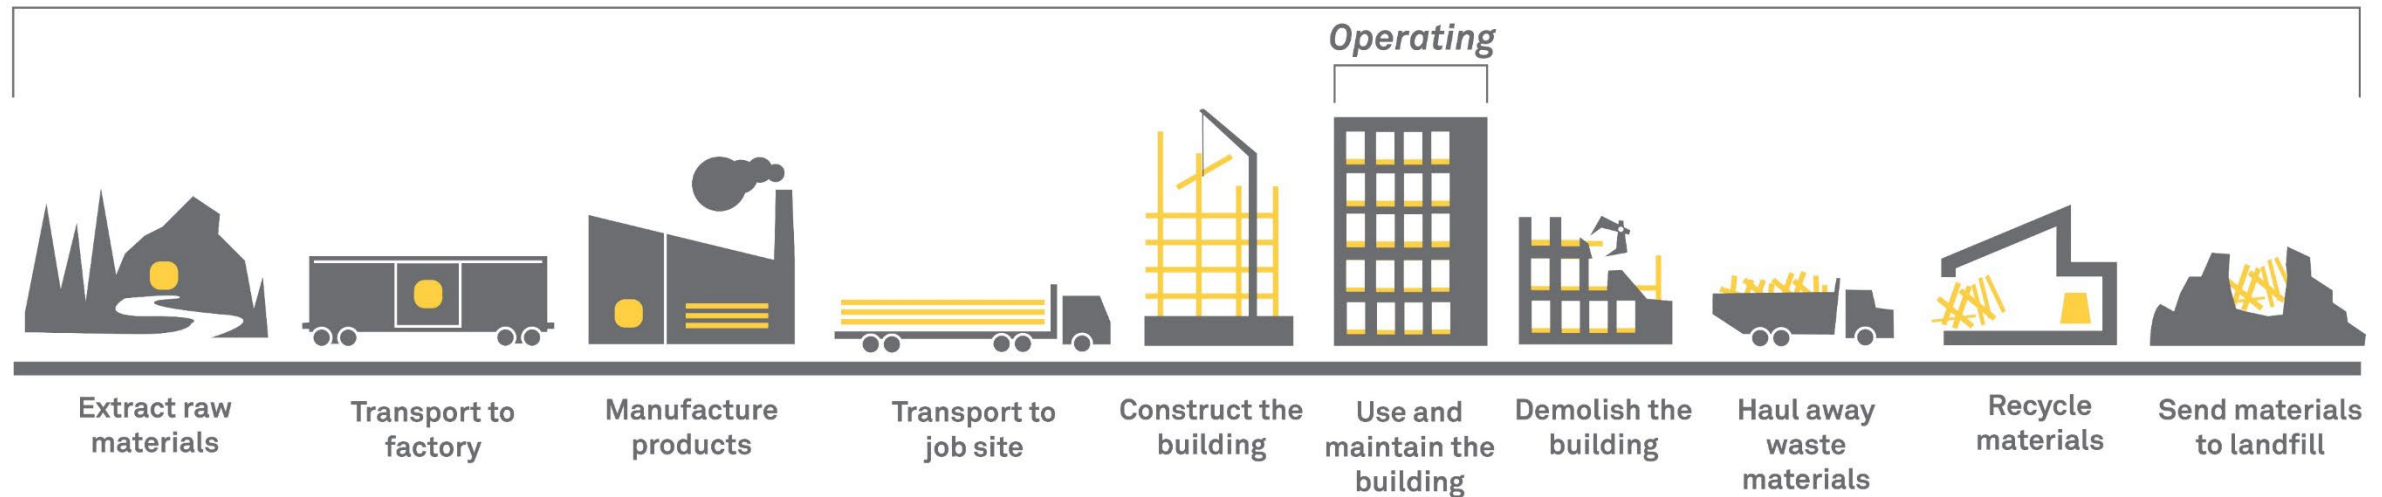 Operating
Extract raw
materials
Transport to
factory
Manufacture
products
Transport to
job site
Construct the
building
Use and
maintain the
building
Demolish the
building
Haul away
waste
materials
Recycle
materials
Send materials
to landfill